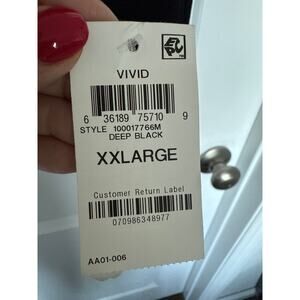 VIVID
6 36189 75710 9
STYLE 100017766M
DEEP BLACK
XXLARGE
Customer Return Label
070986348977
AA01-006